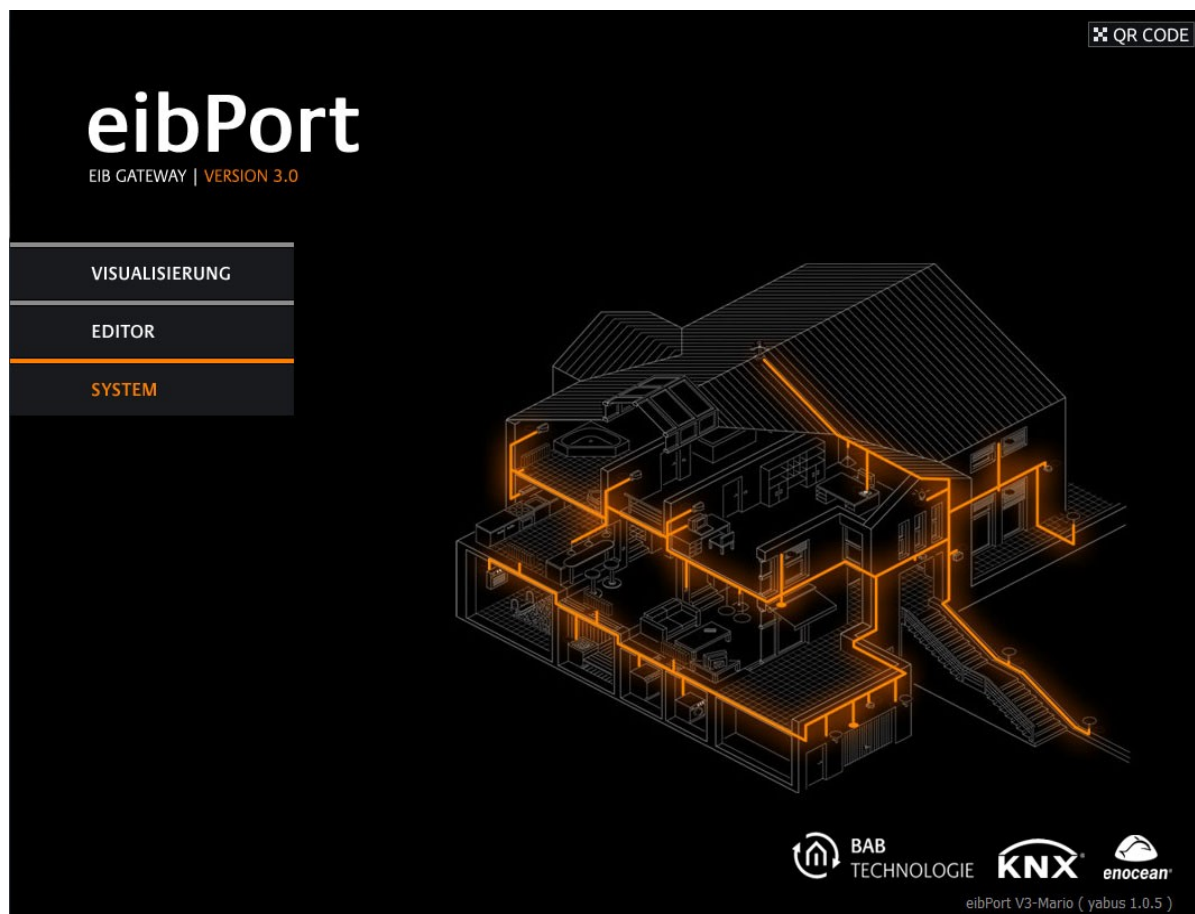 QR CODE
eibPort
EIB GATEWAY | VERSION 3.0
VISUALISIERUNG
EDITOR
SYSTEM
BAB
TECHNOLOGIE
KNX®
enocean®
eibPort V3-Mario ( yabus 1.0.5 )